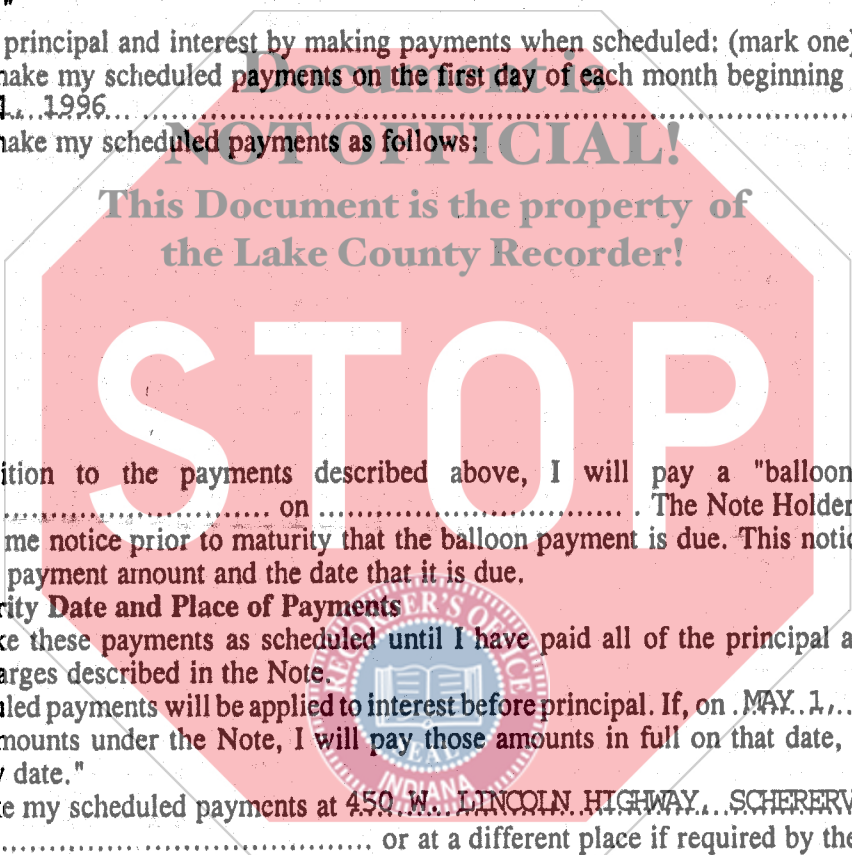 "
principal and interest by making payments when scheduled: (mark one)
make my scheduled payments on the first day of each month beginning
1, 1996
make my scheduled payments as follows:
Document is
NOT OFFICIAL!
This Document is the property of
the Lake County Recorder!
STOP
ition to the payments described above, I will pay a "balloon
on . The Note Holder
me notice prior to maturity that the balloon payment is due. This notic
payment amount and the date that it is due.
rity Date and Place of Payments
ke these payments as scheduled until I have paid all of the principal a
arges described in the Note.
uled payments will be applied to interest before principal. If, on MAY 1,
mounts under the Note, I will pay those amounts in full on that date,
y date."
ke my scheduled payments at 450 W. LINCOLN HIGHWAY, SCHERERV
or at a different place if required by the
RECORDER'S OFFICE
SEAL
INDIANA